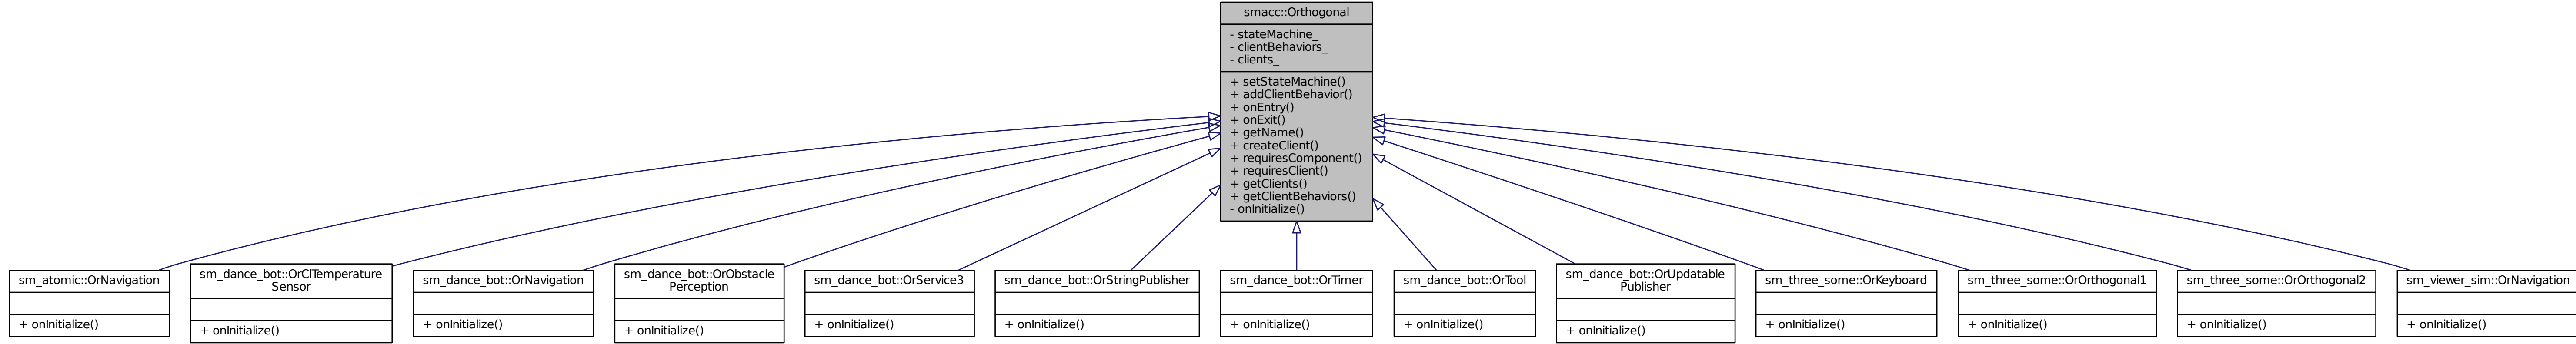 smacc::Orthogonal
- stateMachine_
- clientBehaviors_
- clients_
+ setStateMachine()
+ addClientBehavior()
+ onEntry()
+ onExit()
+ getName()
+ createClient()
+ requiresComponent()
+ requiresClient()
+ getClients()
+ getClientBehaviors()
- onInitialize()
sm_atomic::OrNavigation
+ onInitialize()
sm_dance_bot::OrClTemperature
Sensor
+ onInitialize()
sm_dance_bot::OrNavigation
+ onInitialize()
sm_dance_bot::OrObstacle
Perception
+ onInitialize()
sm_dance_bot::OrService3
+ onInitialize()
sm_dance_bot::OrStringPublisher
+ onInitialize()
sm_dance_bot::OrTimer
+ onInitialize()
sm_dance_bot::OrTool
+ onInitialize()
sm_dance_bot::OrUpdatable
Publisher
+ onInitialize()
sm_three_some::OrKeyboard
+ onInitialize()
sm_three_some::OrOrthogonal1
+ onInitialize()
sm_three_some::OrOrthogonal2
+ onInitialize()
sm_viewer_sim::OrNavigation
+ onInitialize()